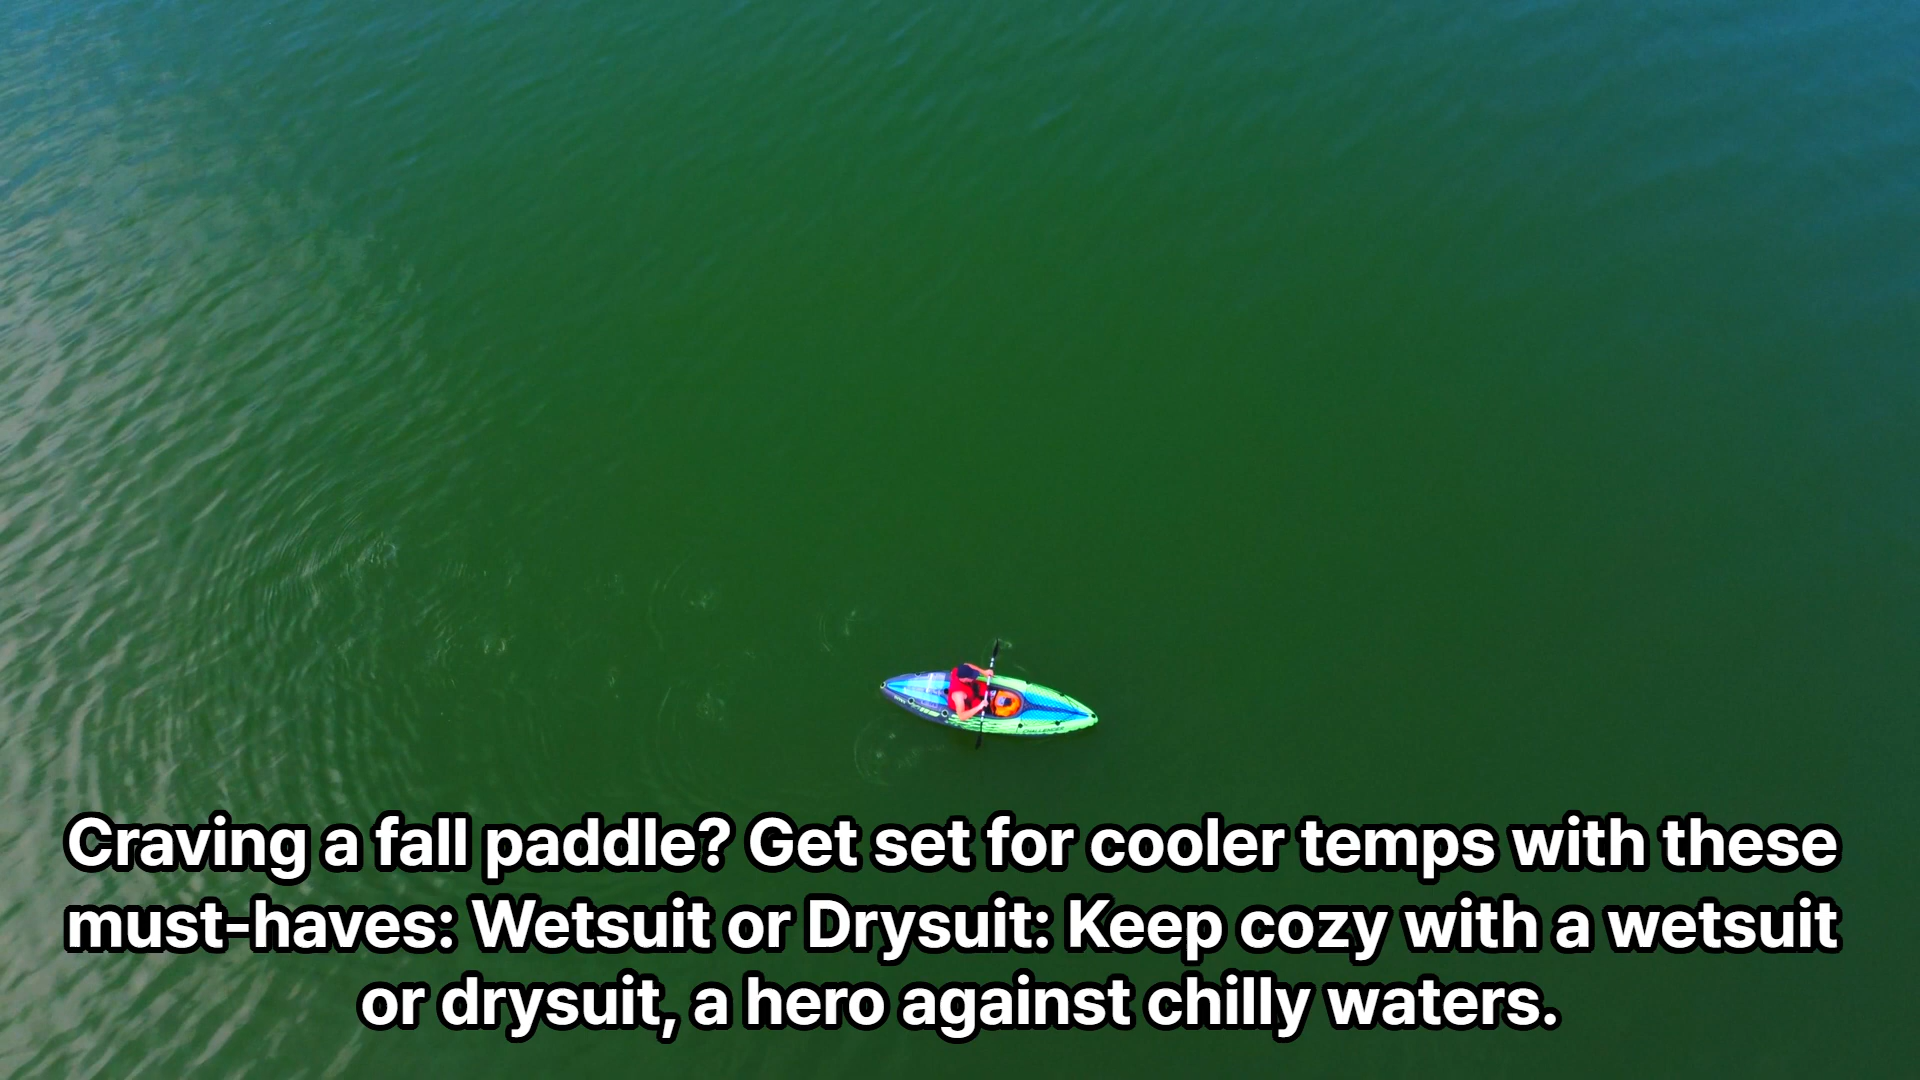 CHALLENGER
Craving a fall paddle? Get set for cooler temps with these
must-haves: Wetsuit or Drysuit: Keep cozy with a wetsuit
or drysuit, a hero against chilly waters.